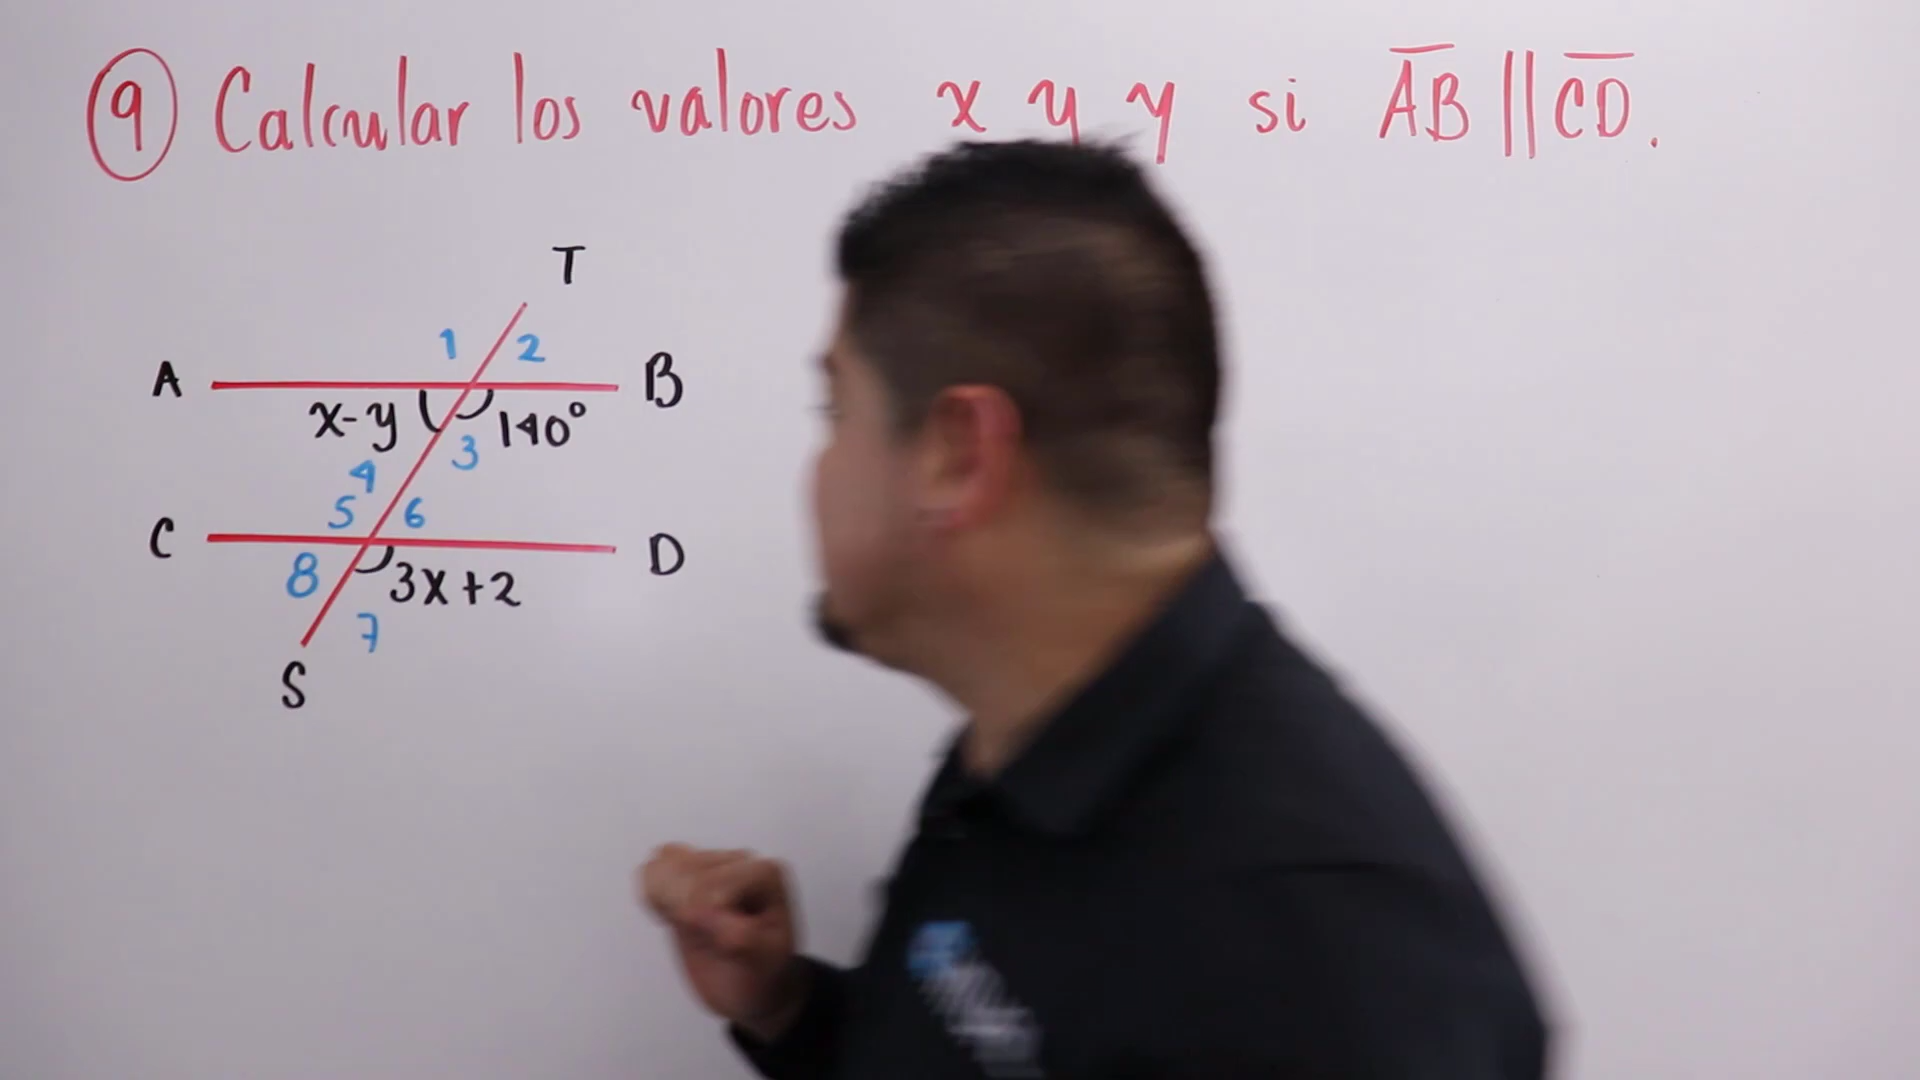 9 Calcular los valores x y y si AB || CD.
T
1 2
A B
x-y 140°
3
4
5 6
C D
8 3x+2
7
S